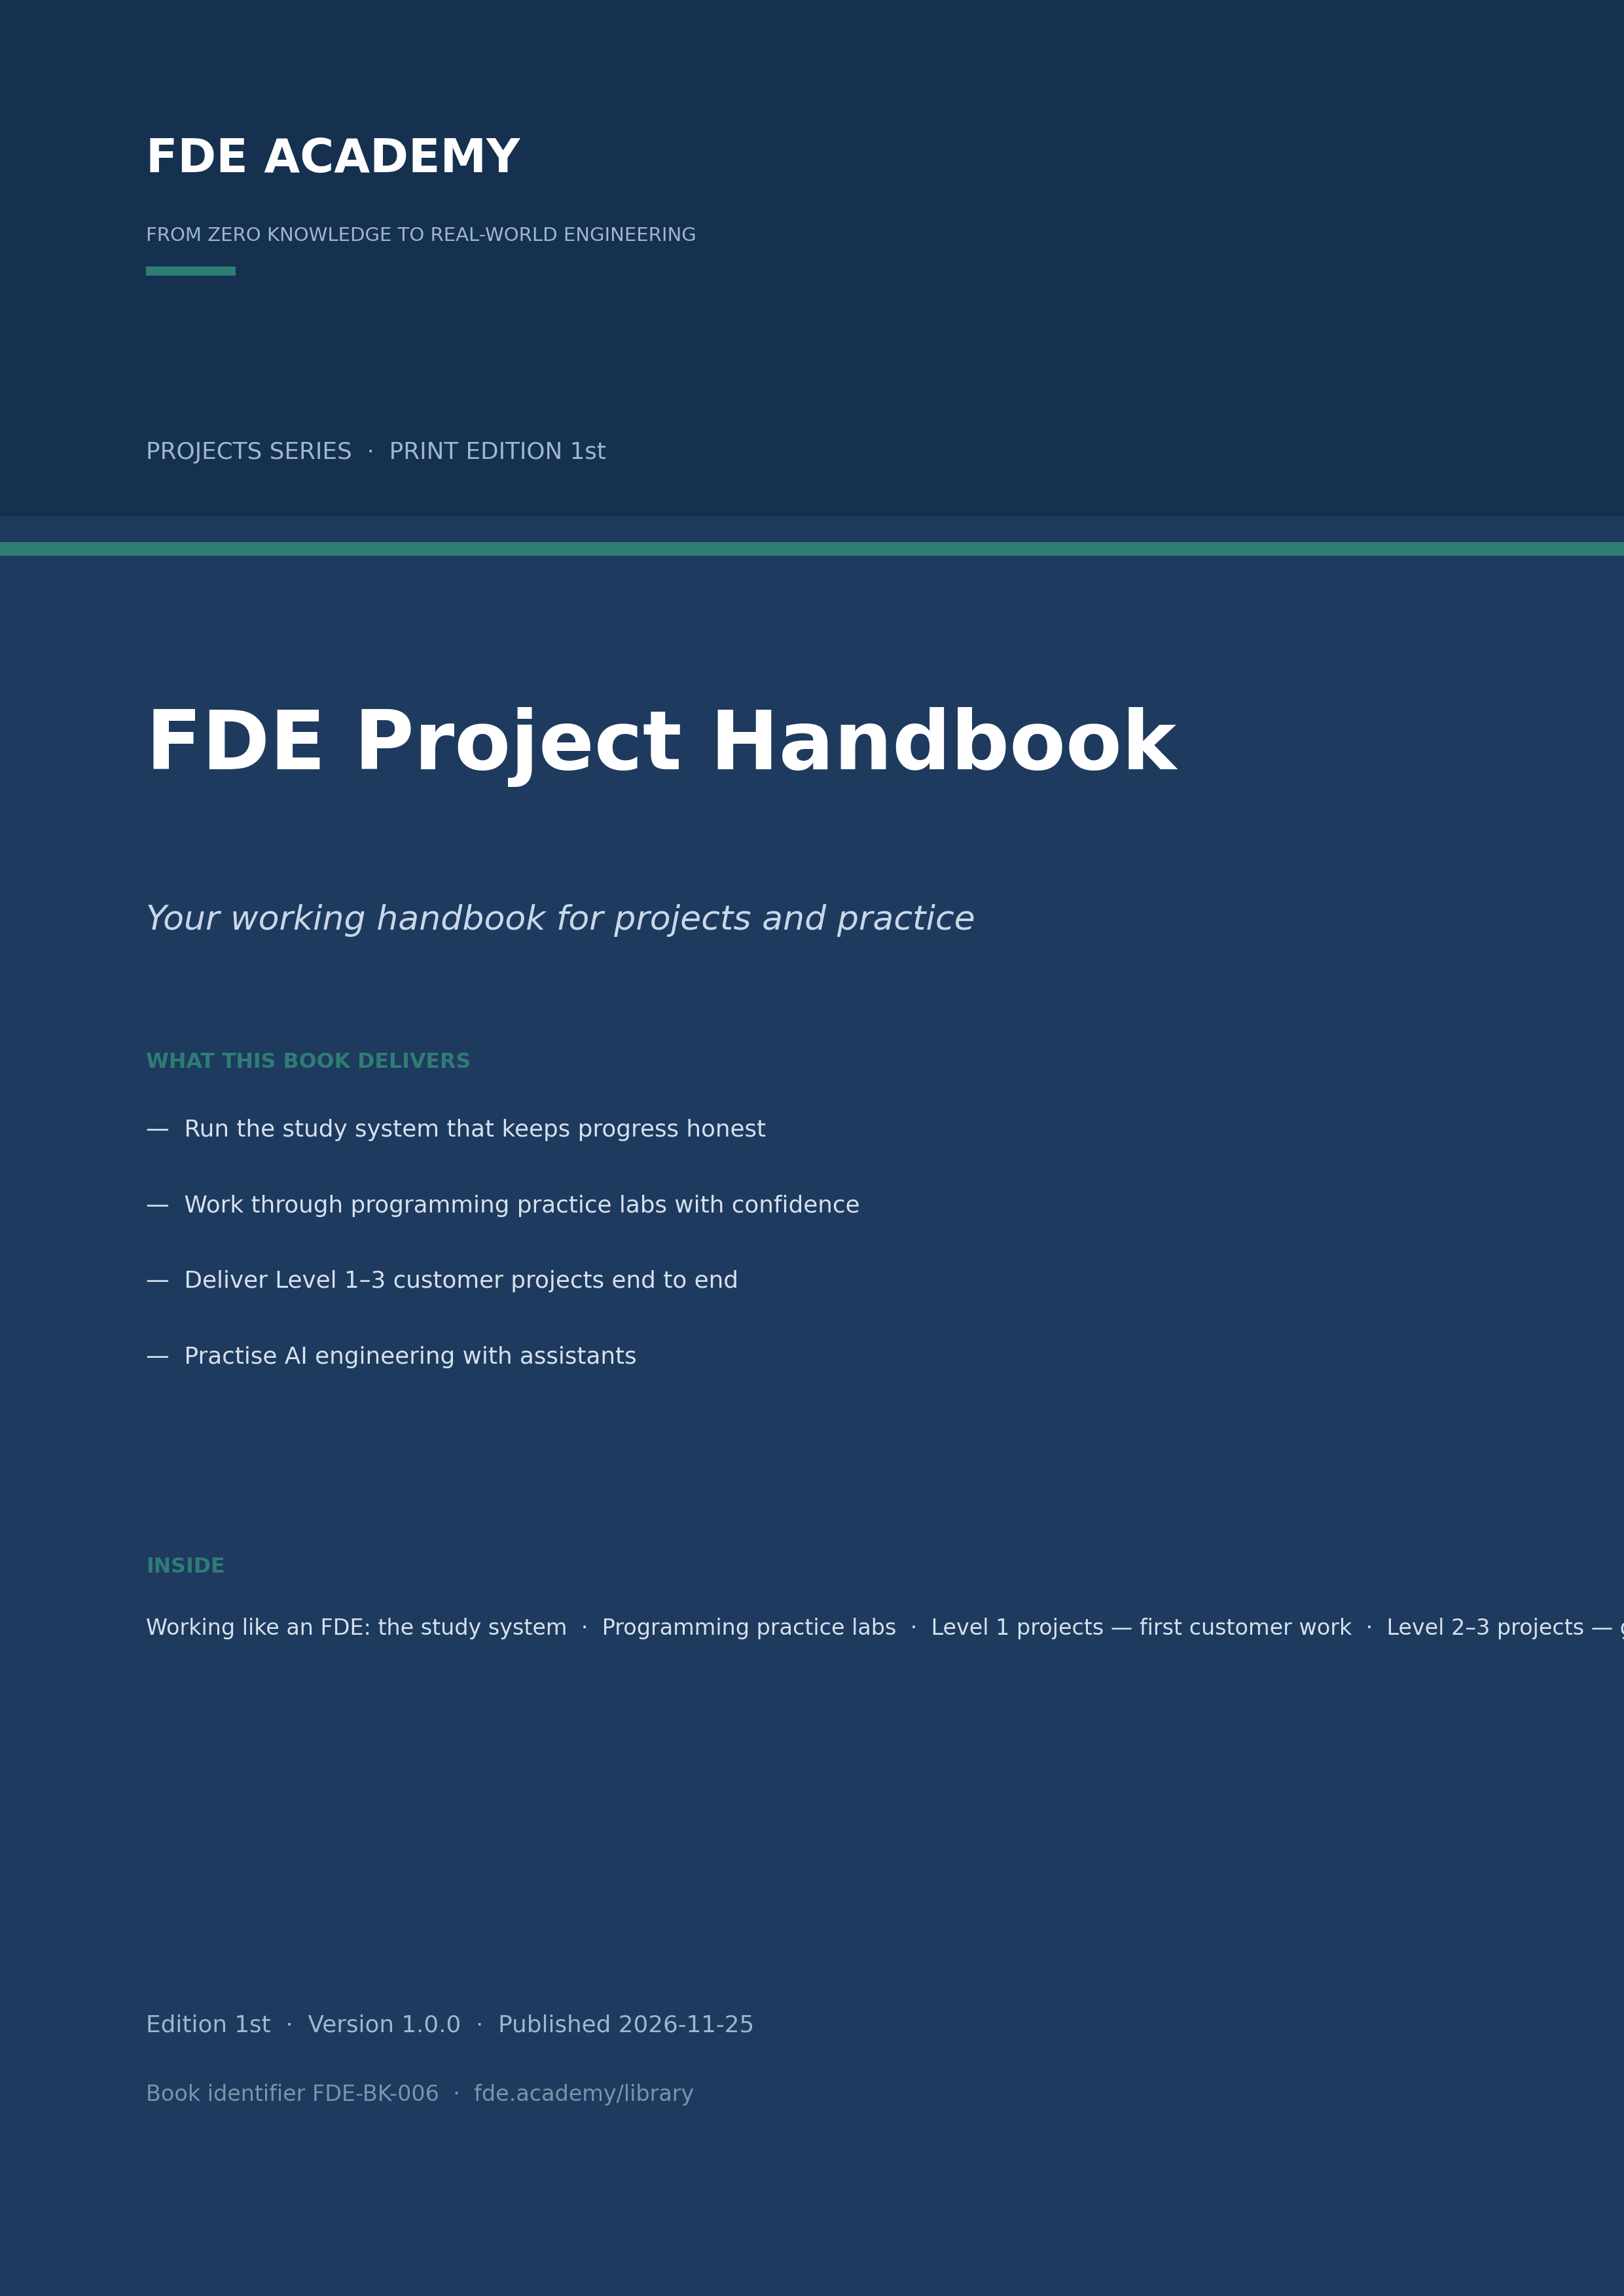 FDE ACADEMY
FROM ZERO KNOWLEDGE TO REAL-WORLD ENGINEERING
PROJECTS SERIES · PRINT EDITION 1st
FDE Project Handbook
Your working handbook for projects and practice
WHAT THIS BOOK DELIVERS
— Run the study system that keeps progress honest
— Work through programming practice labs with confidence
— Deliver Level 1–3 customer projects end to end
— Practise AI engineering with assistants
INSIDE
Working like an FDE: the study system · Programming practice labs · Level 1 projects — first customer work · Level 2–3 projects —
Edition 1st · Version 1.0.0 · Published 2026-11-25
Book identifier FDE-BK-006 · fde.academy/library